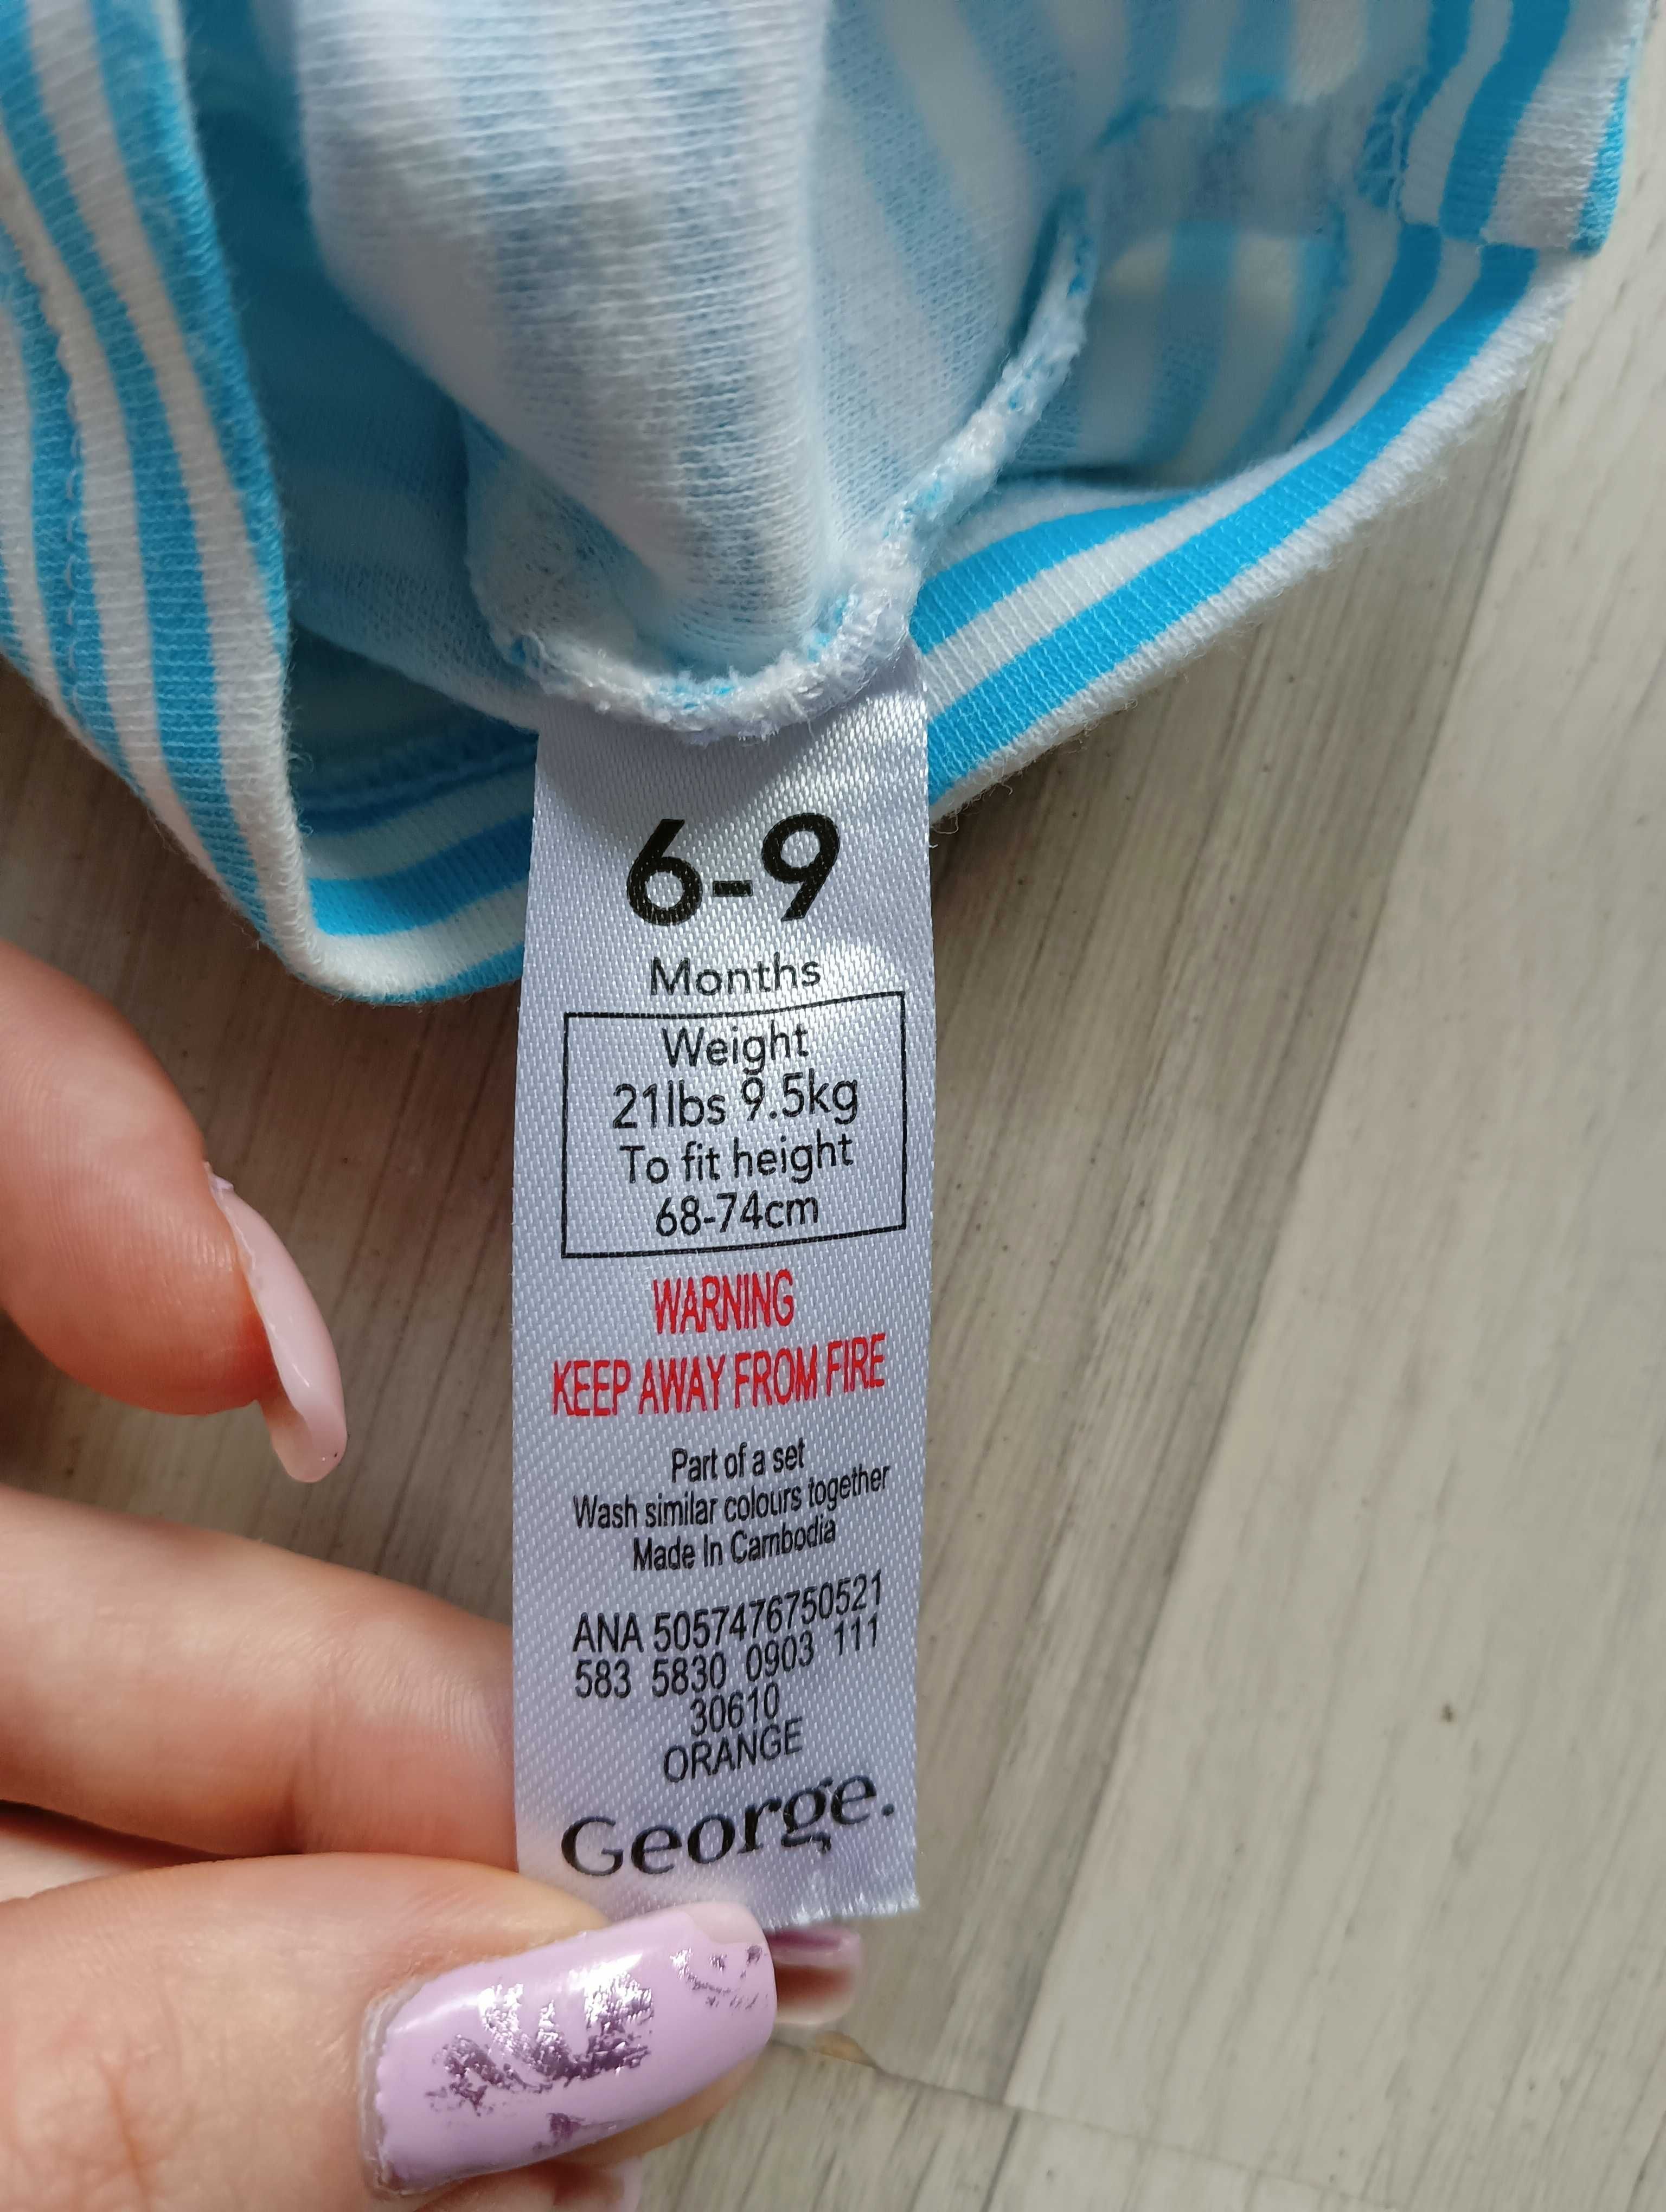 6-9
Months
Weight
21lbs 9.5kg
To fit height
68-74cm
WARNING
KEEP AWAY FROM FIRE
Part of a set
Wash similar colours together
Made In Cambodia
ANA 5057476750521
583 5830 0903 111
30610
ORANGE
George.